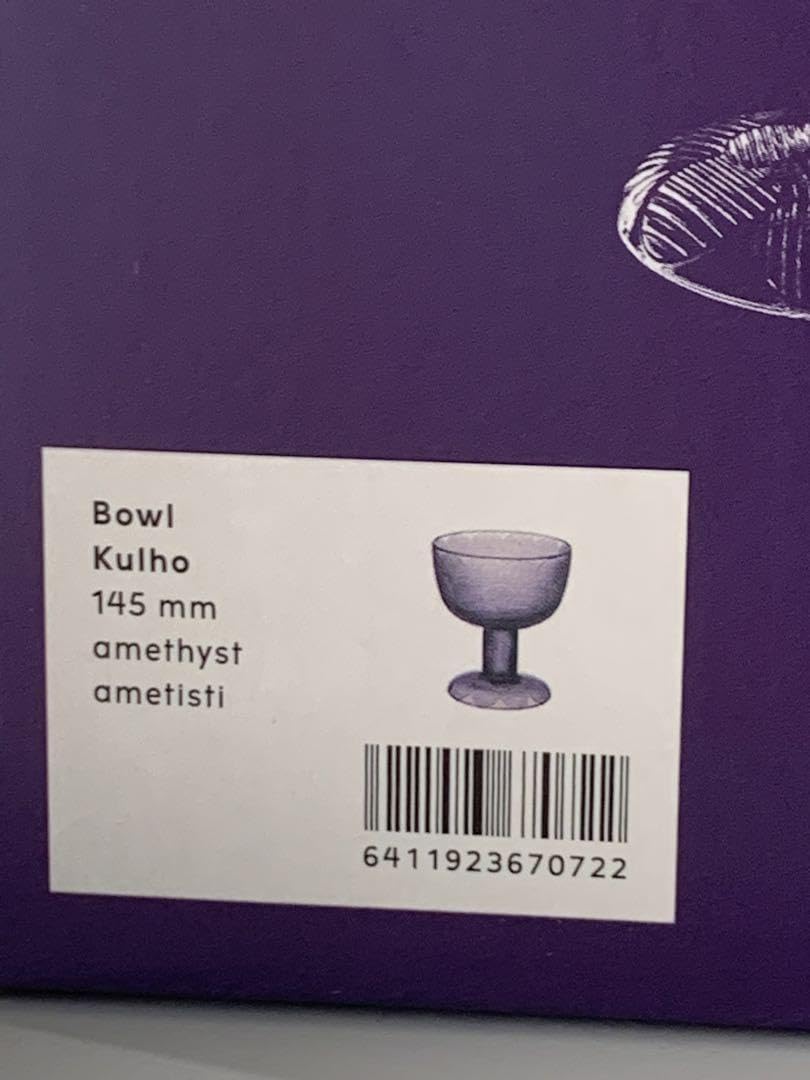 Bowl
Kulho
145 mm
amethyst
ametisti
6411923670722